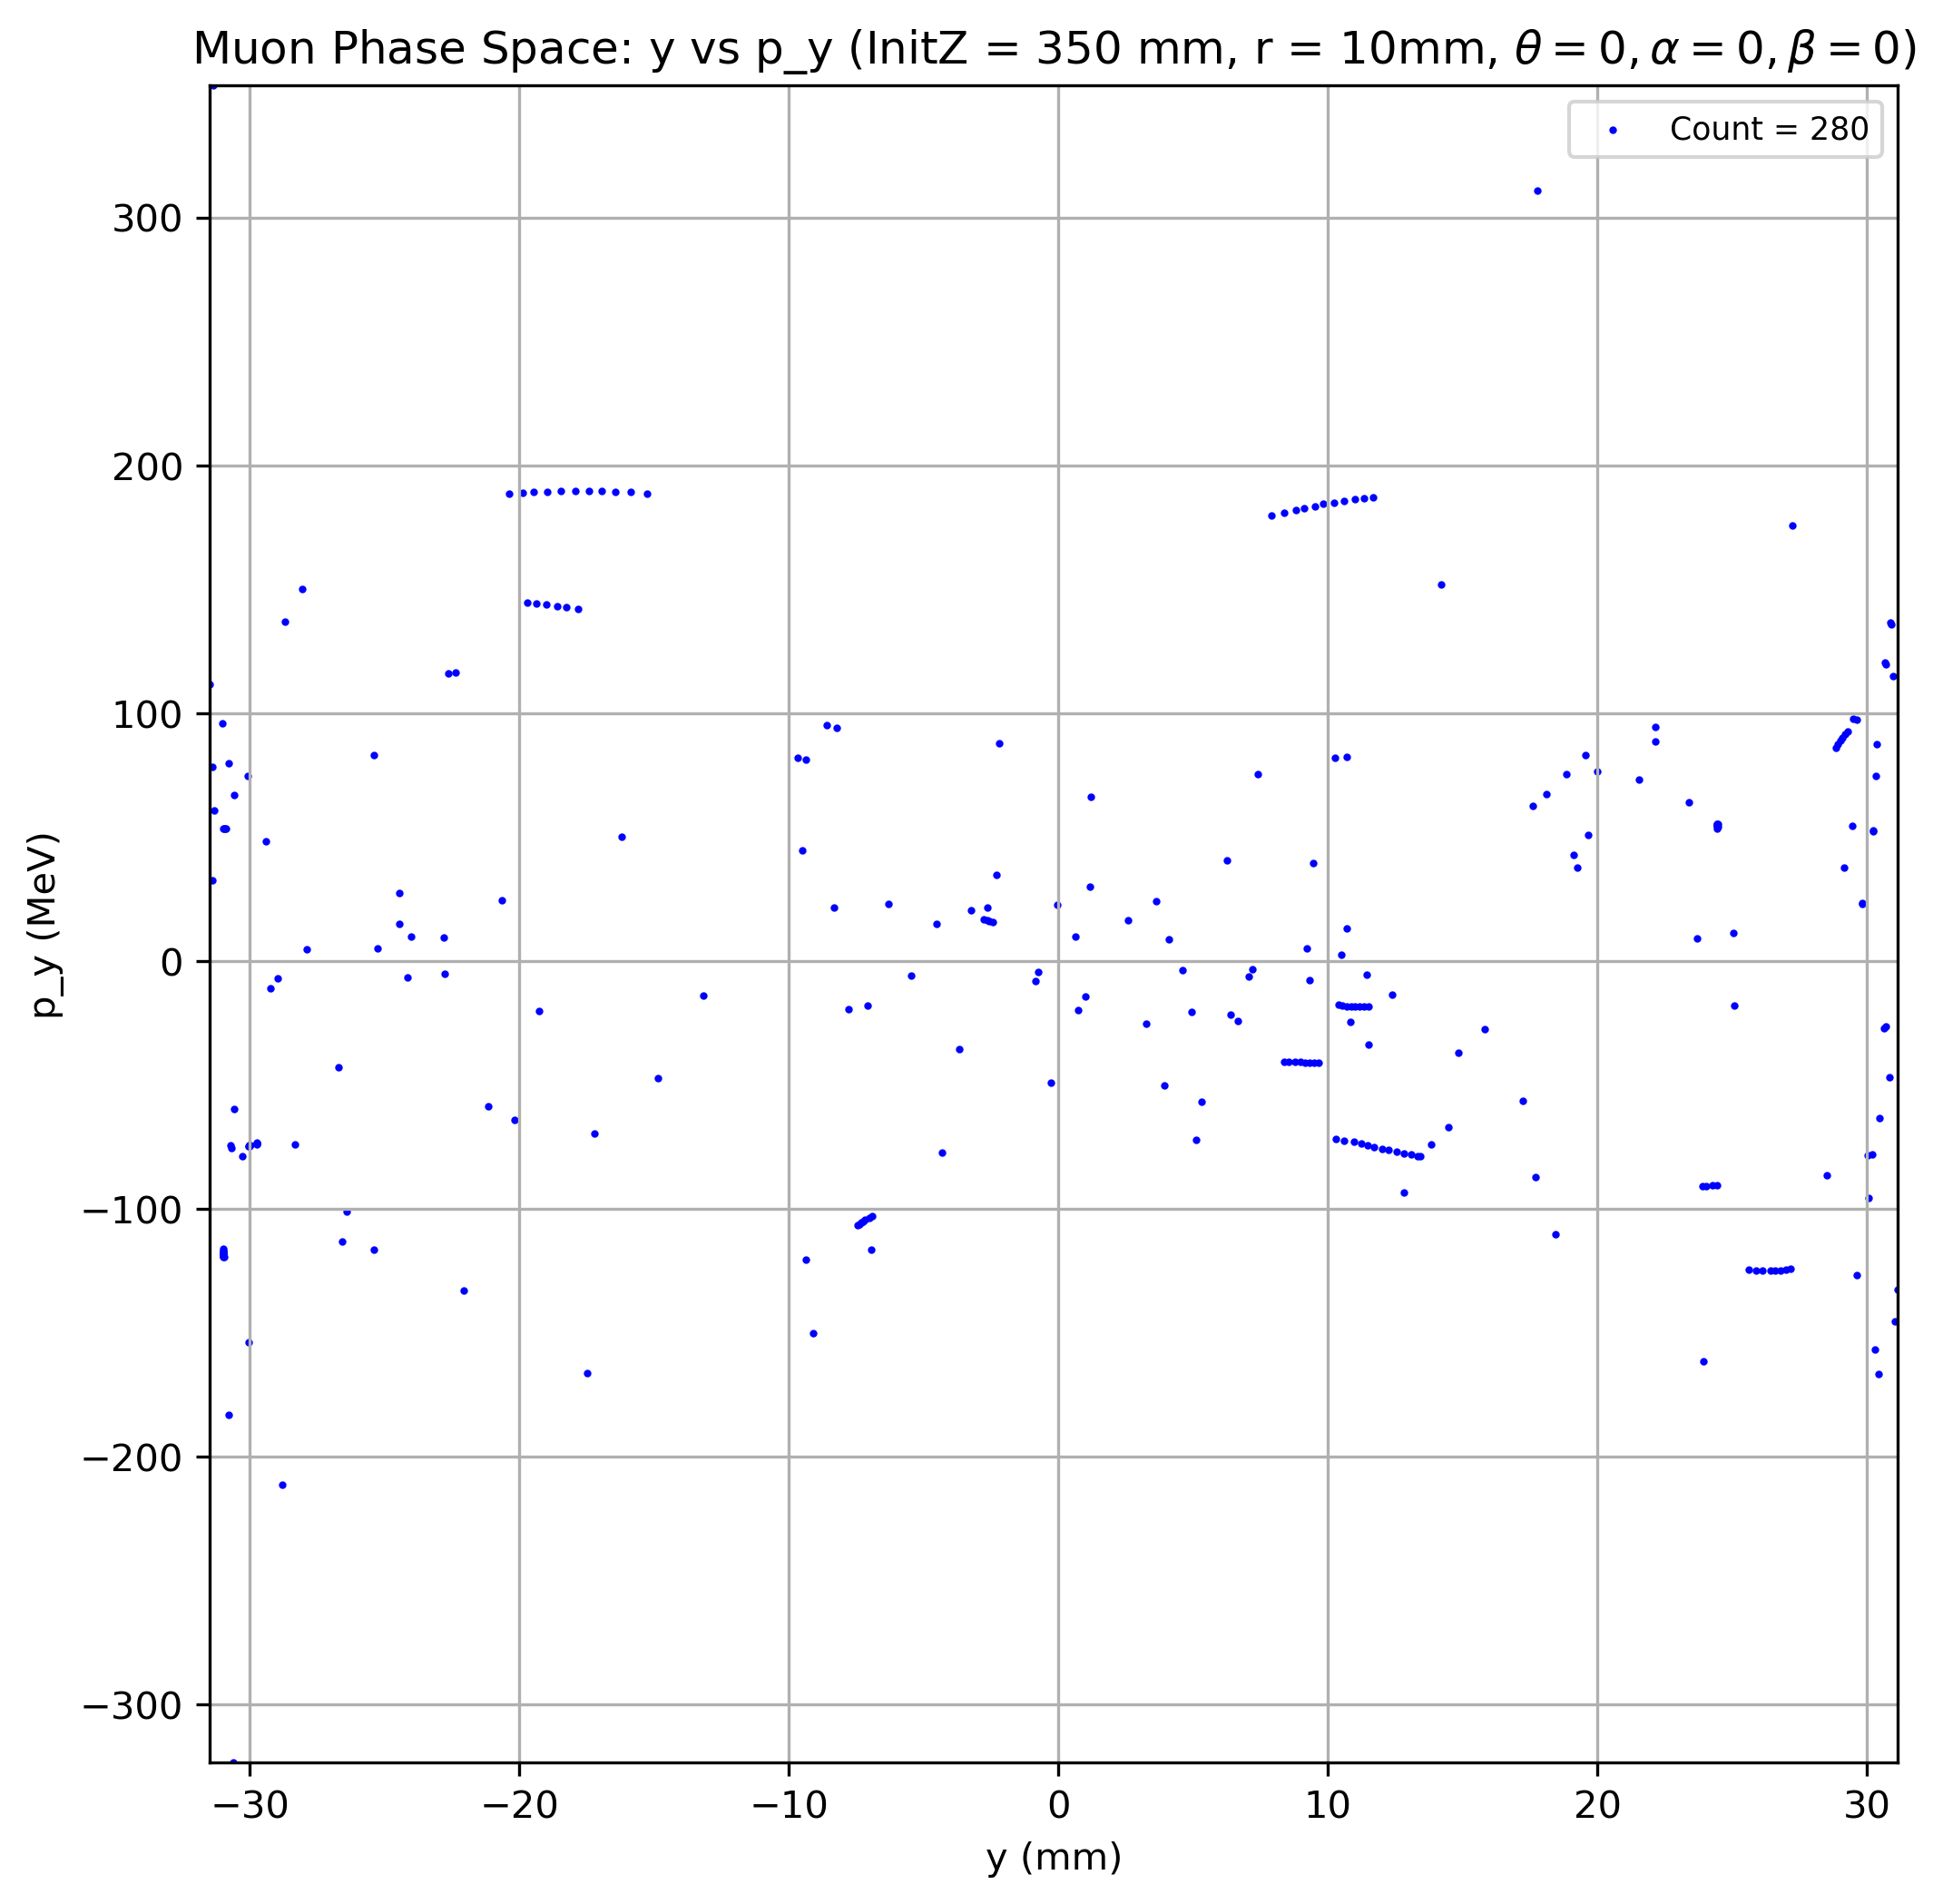 Muon Phase Space: y vs p_y (InitZ = 350 mm, r = 10mm, θ = 0, α = 0, β = 0)
Count = 280
300
200
100
0
−100
−200
−300
p_y (MeV)
−30 −20 −10 0 10 20 30
y (mm)